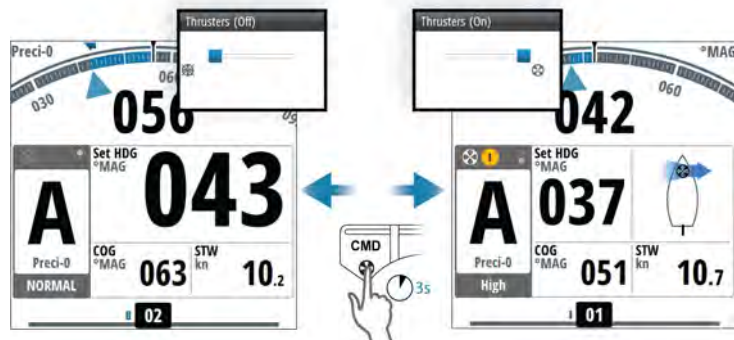 Thrusters (Off)
Thrusters (On)
Preci-0
030
06
09
056
Set HDG
°MAG
043
A
Preci-0
NORMAL
COG
°MAG
063
STW
kn
10.2
02
CMD
3s
°MAG
060
042
Set HDG
°MAG
037
A
Preci-0
High
COG
°MAG
051
STW
kn
10.7
01